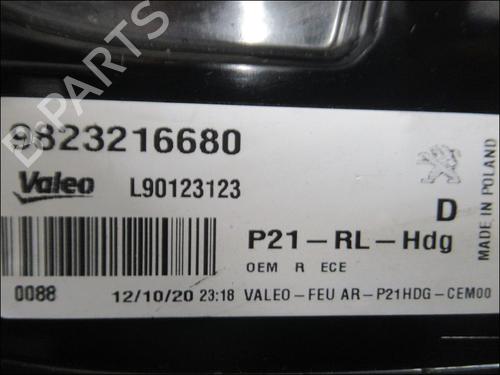 9823216680
Valeo L90123123
D
P21-RL-Hdg
OEM R ECE
MADE IN POLAND
0088 12/10/20 23:18 VALEO-FEU AR-P21HDG-CEM00
PARTS